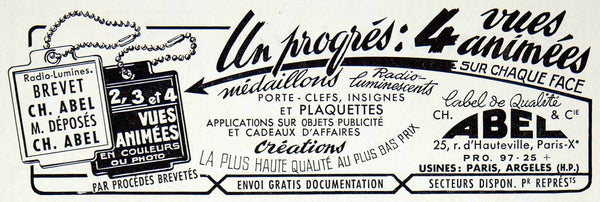 Radio-Lumines.
BREVET
CH. ABEL
M. DÉPOSÉS
CH. ABEL
2, 3 et 4
VUES
ANIMÉES
EN COULEURS
OU PHOTO
PAR PROCÉDÉS BREVETÉS
Un progrés : 4 vues animées
SUR CHAQUE FACE
médaillons Radio-luminescents
PORTE-CLEFS, INSIGNES
ET PLAQUETTES
APPLICATIONS SUR OBJETS PUBLICITÉ
ET CADEAUX D'AFFAIRES
Créations
LA PLUS HAUTE QUALITÉ AU PLUS BAS PRIX
Label de Qualité
CH. ABEL & CIE
25, r. d'Hauteville, Paris-Xe
PRO. 97-25 +
USINES : PARIS, ARGELES (H.P.)
ENVOI GRATIS DOCUMENTATION
SECTEURS DISPON. PR REPRÉSTS